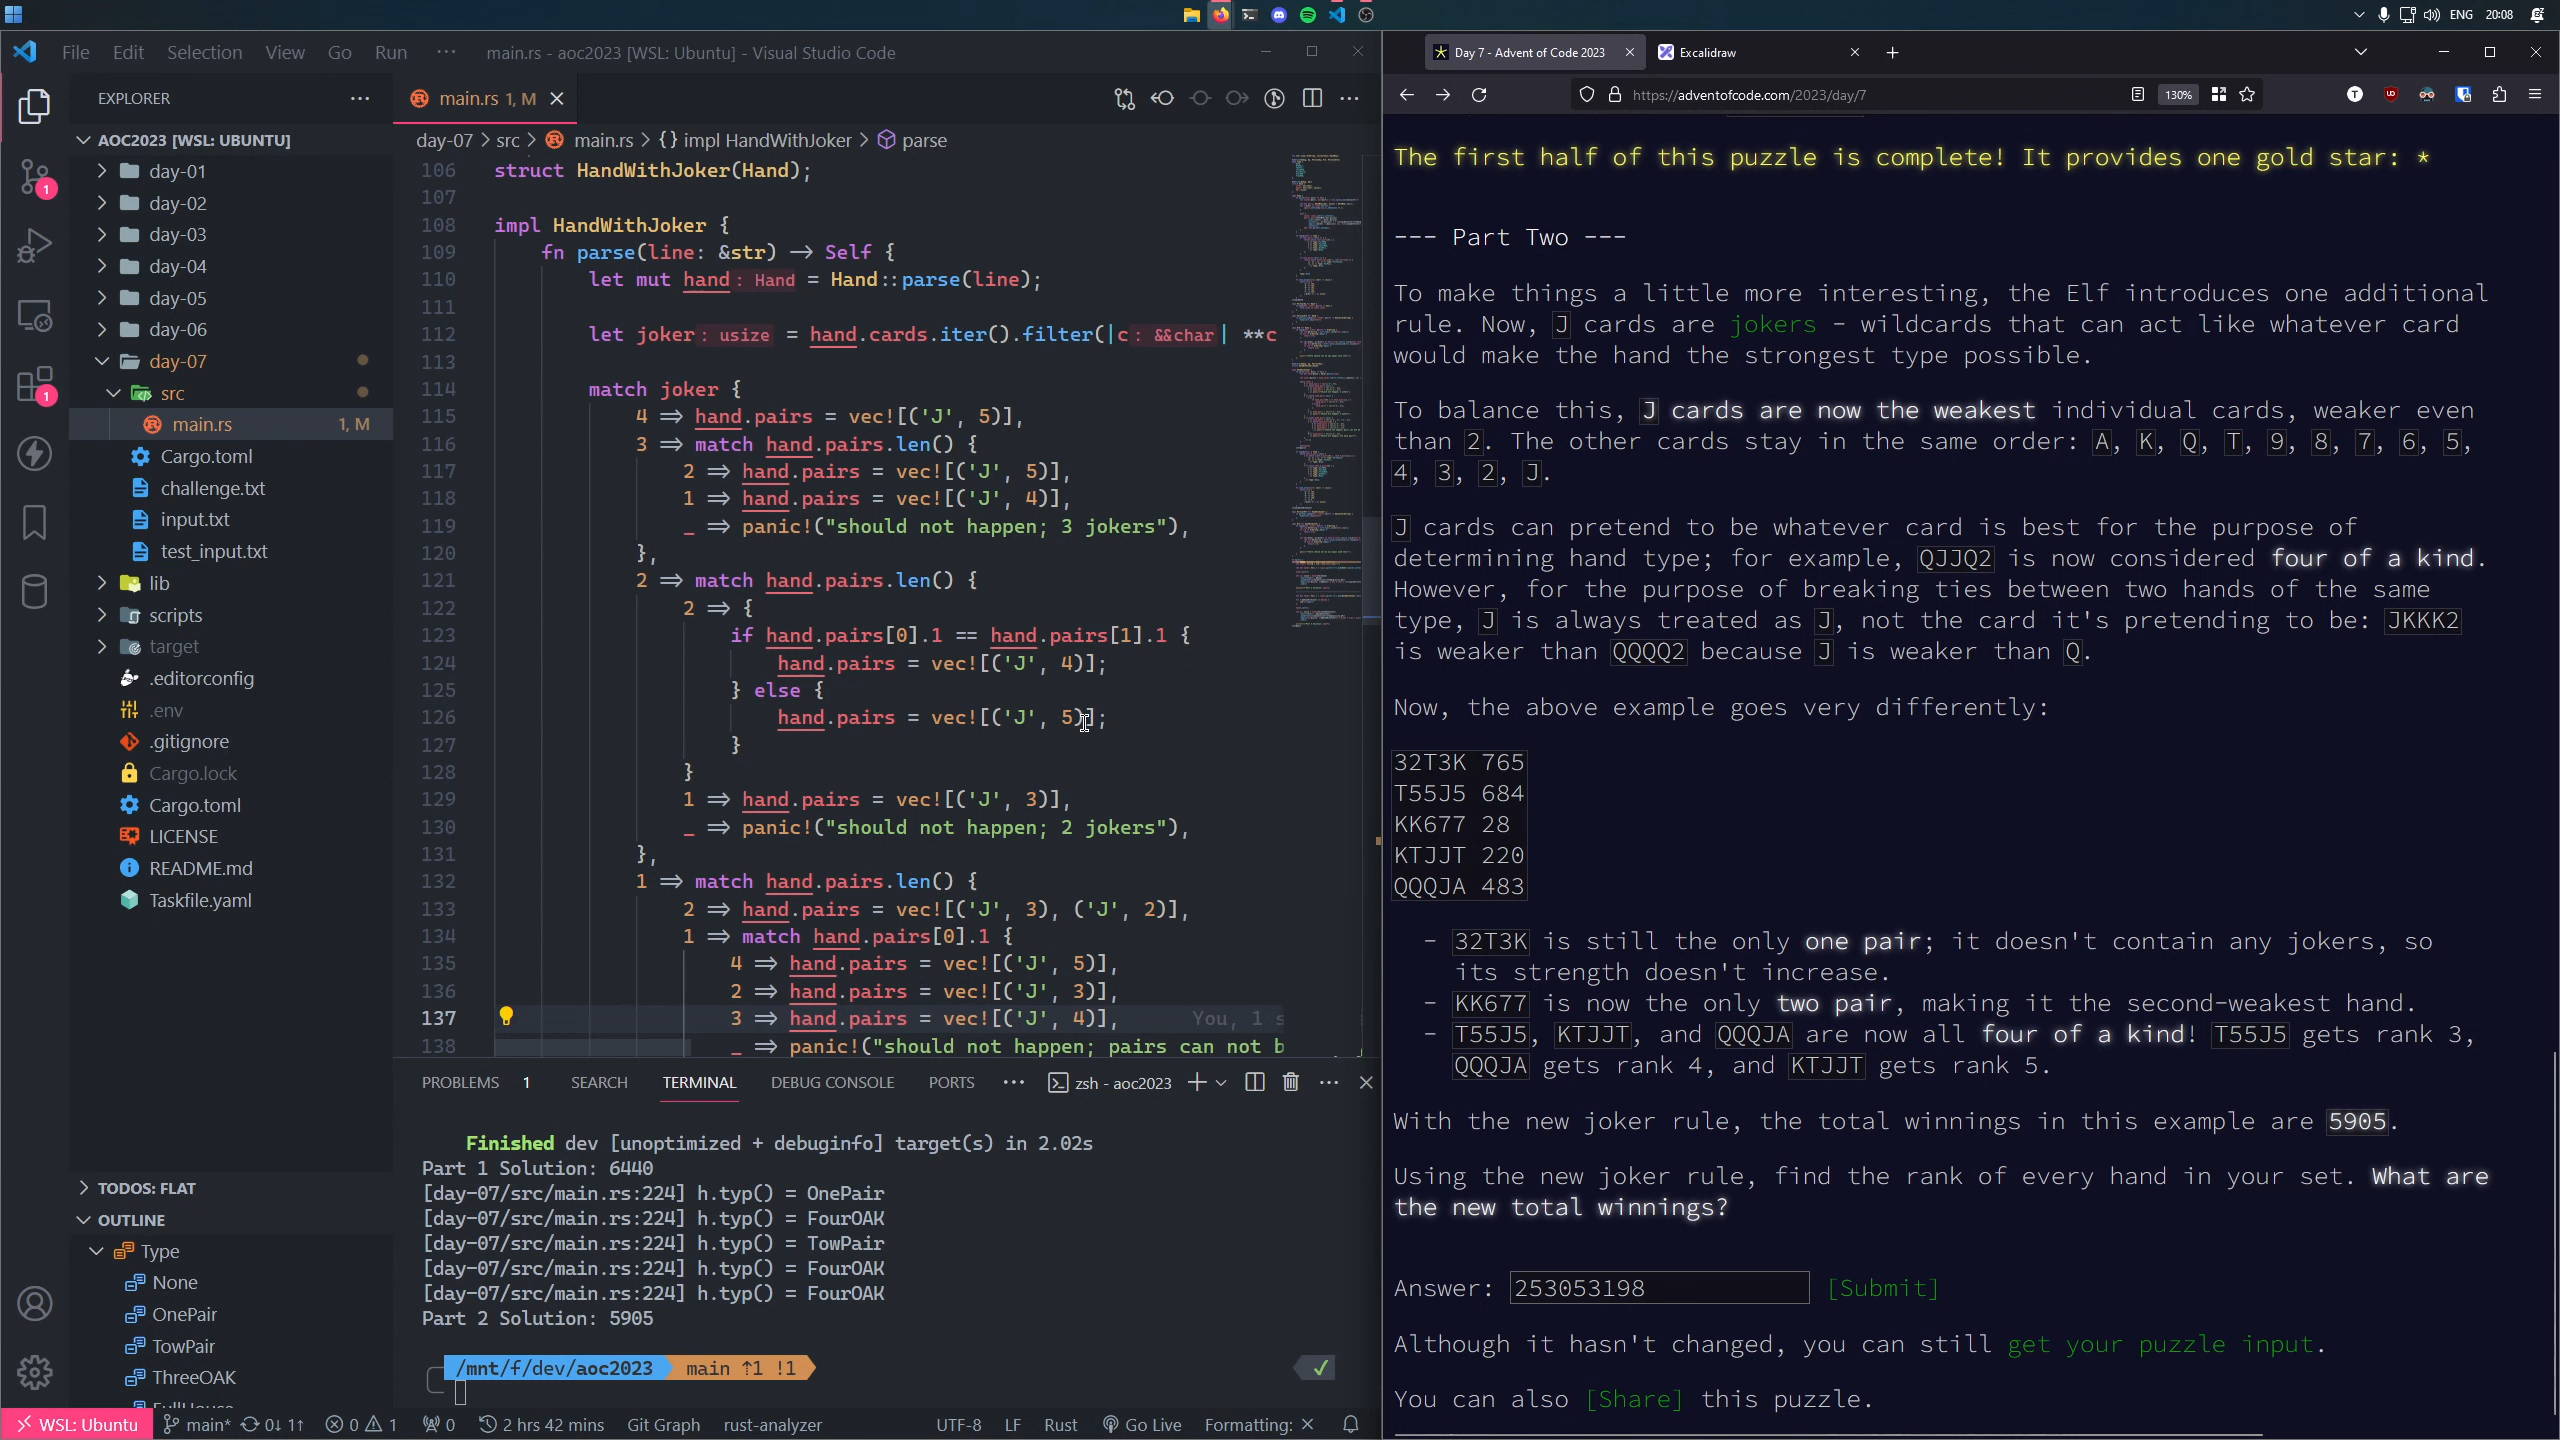 ENG 20:08
File Edit Selection View Go Run ··· main.rs - aoc2023 [WSL: Ubuntu] - Visual Studio Code
EXPLORER ···
AOC2023 [WSL: UBUNTU]
day-01
day-02
day-03
day-04
day-05
day-06
day-07
src
main.rs 1, M
Cargo.toml
challenge.txt
input.txt
test_input.txt
lib
scripts
target
.editorconfig
.env
.gitignore
Cargo.lock
Cargo.toml
LICENSE
README.md
Taskfile.yaml
TODOS: FLAT
OUTLINE
Type
None
OnePair
TowPair
ThreeOAK
1
1
main.rs 1, M
day-07 > src > main.rs > {} impl HandWithJoker > parse
106 struct HandWithJoker(Hand);
107
108 impl HandWithJoker {
109 fn parse(line: &str) -> Self {
110 let mut hand: Hand = Hand::parse(line);
111
112 let joker: usize = hand.cards.iter().filter(|c: &&char| **c
113
114 match joker {
115 4 => hand.pairs = vec![('J', 5)],
116 3 => match hand.pairs.len() {
117 2 => hand.pairs = vec![('J', 5)],
118 1 => hand.pairs = vec![('J', 4)],
119 _ => panic!("should not happen; 3 jokers"),
120 },
121 2 => match hand.pairs.len() {
122 2 => {
123 if hand.pairs[0].1 == hand.pairs[1].1 {
124 hand.pairs = vec![('J', 4)];
125 } else {
126 hand.pairs = vec![('J', 5)];
127 }
128 }
129 1 => hand.pairs = vec![('J', 3)],
130 _ => panic!("should not happen; 2 jokers"),
131 },
132 1 => match hand.pairs.len() {
133 2 => hand.pairs = vec![('J', 3), ('J', 2)],
134 1 => match hand.pairs[0].1 {
135 4 => hand.pairs = vec![('J', 5)],
136 2 => hand.pairs = vec![('J', 3)],
137 3 => hand.pairs = vec![('J', 4)], You, 1 s
138 _ => panic!("should not happen; pairs can not b
PROBLEMS 1 SEARCH TERMINAL DEBUG CONSOLE PORTS ··· zsh - aoc2023
Finished dev [unoptimized + debuginfo] target(s) in 2.02s
Part 1 Solution: 6440
[day-07/src/main.rs:224] h.typ() = OnePair
[day-07/src/main.rs:224] h.typ() = FourOAK
[day-07/src/main.rs:224] h.typ() = TowPair
[day-07/src/main.rs:224] h.typ() = FourOAK
[day-07/src/main.rs:224] h.typ() = FourOAK
Part 2 Solution: 5905
/mnt/f/dev/aoc2023 main ⇡1 !1 ✓
WSL: Ubuntu main* 0↓ 1↑ 0 1 0 2 hrs 42 mins Git Graph rust-analyzer UTF-8 LF Rust Go Live Formatting: ×
Day 7 - Advent of Code 2023 Excalidraw
https://adventofcode.com/2023/day/7 130%
The first half of this puzzle is complete! It provides one gold star: *
--- Part Two ---
To make things a little more interesting, the Elf introduces one additional
rule. Now, J cards are jokers - wildcards that can act like whatever card
would make the hand the strongest type possible.
To balance this, J cards are now the weakest individual cards, weaker even
than 2. The other cards stay in the same order: A, K, Q, T, 9, 8, 7, 6, 5,
4, 3, 2, J.
J cards can pretend to be whatever card is best for the purpose of
determining hand type; for example, QJJQ2 is now considered four of a kind.
However, for the purpose of breaking ties between two hands of the same
type, J is always treated as J, not the card it's pretending to be: JKKK2
is weaker than QQQQ2 because J is weaker than Q.
Now, the above example goes very differently:
32T3K 765
T55J5 684
KK677 28
KTJJT 220
QQQJA 483
- 32T3K is still the only one pair; it doesn't contain any jokers, so
its strength doesn't increase.
- KK677 is now the only two pair, making it the second-weakest hand.
- T55J5, KTJJT, and QQQJA are now all four of a kind! T55J5 gets rank 3,
QQQJA gets rank 4, and KTJJT gets rank 5.
With the new joker rule, the total winnings in this example are 5905.
Using the new joker rule, find the rank of every hand in your set. What are
the new total winnings?
Answer: 253053198 [Submit]
Although it hasn't changed, you can still get your puzzle input.
You can also [Share] this puzzle.